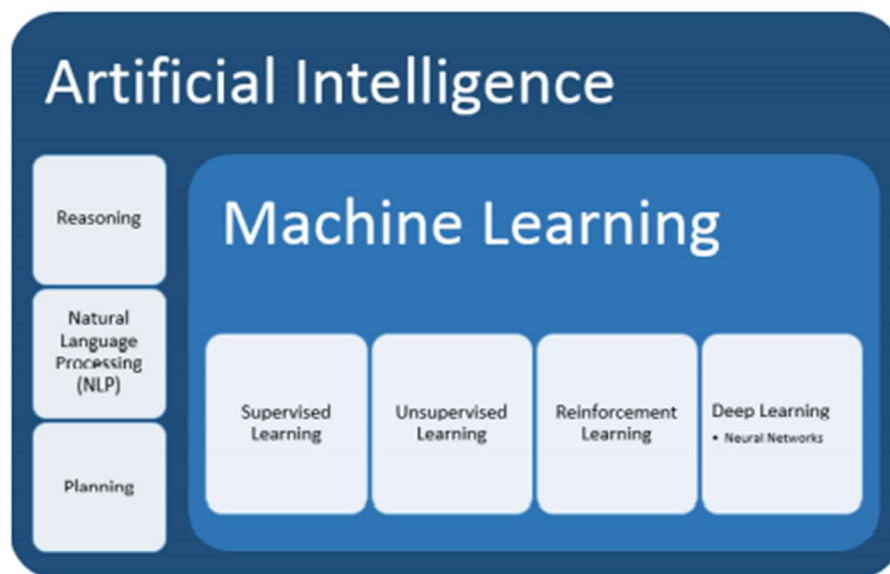 Artificial Intelligence
Reasoning
Natural
Language
Processing
(NLP)
Planning
Machine Learning
Supervised
Learning
Unsupervised
Learning
Reinforcement
Learning
Deep Learning
• Neural Networks